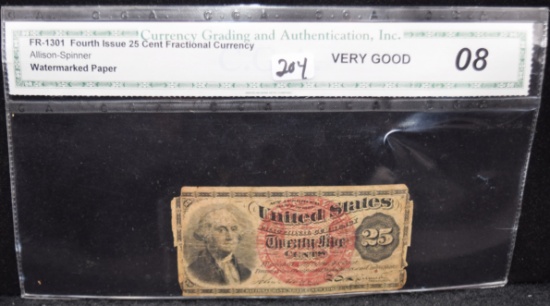 Currency Grading and Authentication, Inc.
FR-1301 Fourth Issue 25 Cent Fractional Currency
Allison-Spinner
Watermarked Paper
204
VERY GOOD
08
United States
Twenty Five
CENTS
25